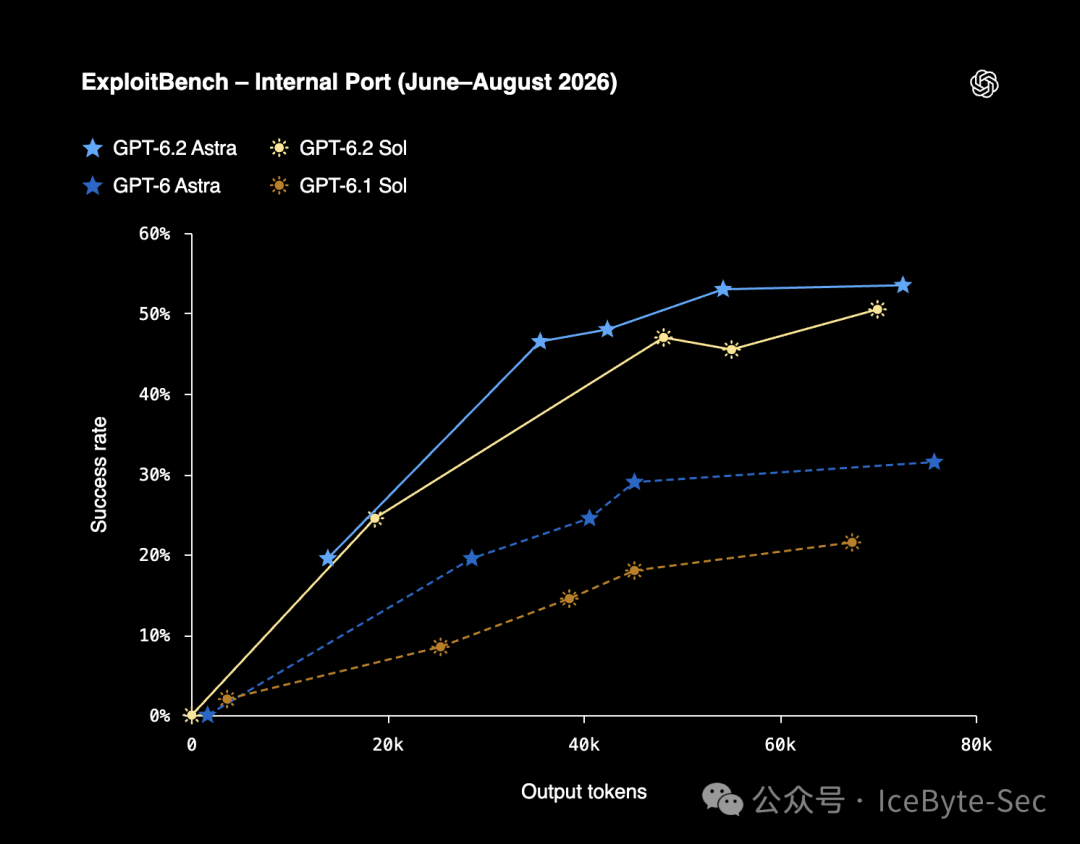 ExploitBench – Internal Port (June—August 2026)
GPT-6.2 Astra
GPT-6.2 Sol
GPT-6 Astra
GPT-6.1 Sol
60%
50%
40%
30%
20%
10%
0%
Success rate
0
20k
40k
60k
80k
Output tokens
公众号 · IceByte-Sec